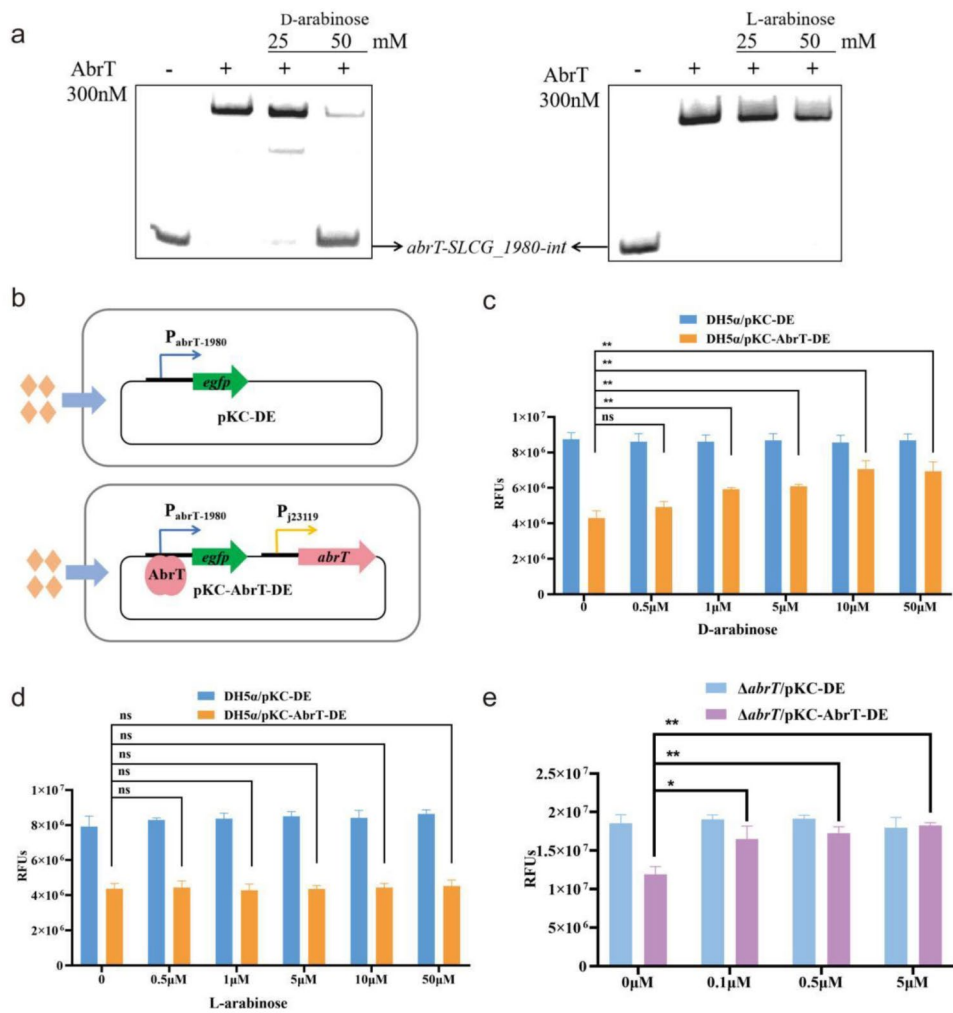 a
D-arabinose
25 50 mM
AbrT - + + +
300nM
L-arabinose
25 50 mM
AbrT - + + +
300nM
abrT-SLCG_1980-int
b
P_abrT-1980
egfp
pKC-DE
P_abrT-1980
P_j23119
AbrT
egfp
abrT
pKC-AbrT-DE
c
DH5α/pKC-DE
DH5α/pKC-AbrT-DE
**
**
**
**
ns
1×10⁷
8×10⁶
6×10⁶
4×10⁶
2×10⁶
0
RFUs
0 0.5μM 1μM 5μM 10μM 50μM
D-arabinose
d
DH5α/pKC-DE
DH5α/pKC-AbrT-DE
ns
ns
ns
ns
ns
1×10⁷
8×10⁶
6×10⁶
4×10⁶
2×10⁶
0
RFUs
0 0.5μM 1μM 5μM 10μM 50μM
L-arabinose
e
ΔabrT/pKC-DE
ΔabrT/pKC-AbrT-DE
**
**
*
2.5×10⁷
2×10⁷
1.5×10⁷
1×10⁷
5×10⁶
0
RFUs
0μM 0.1μM 0.5μM 5μM